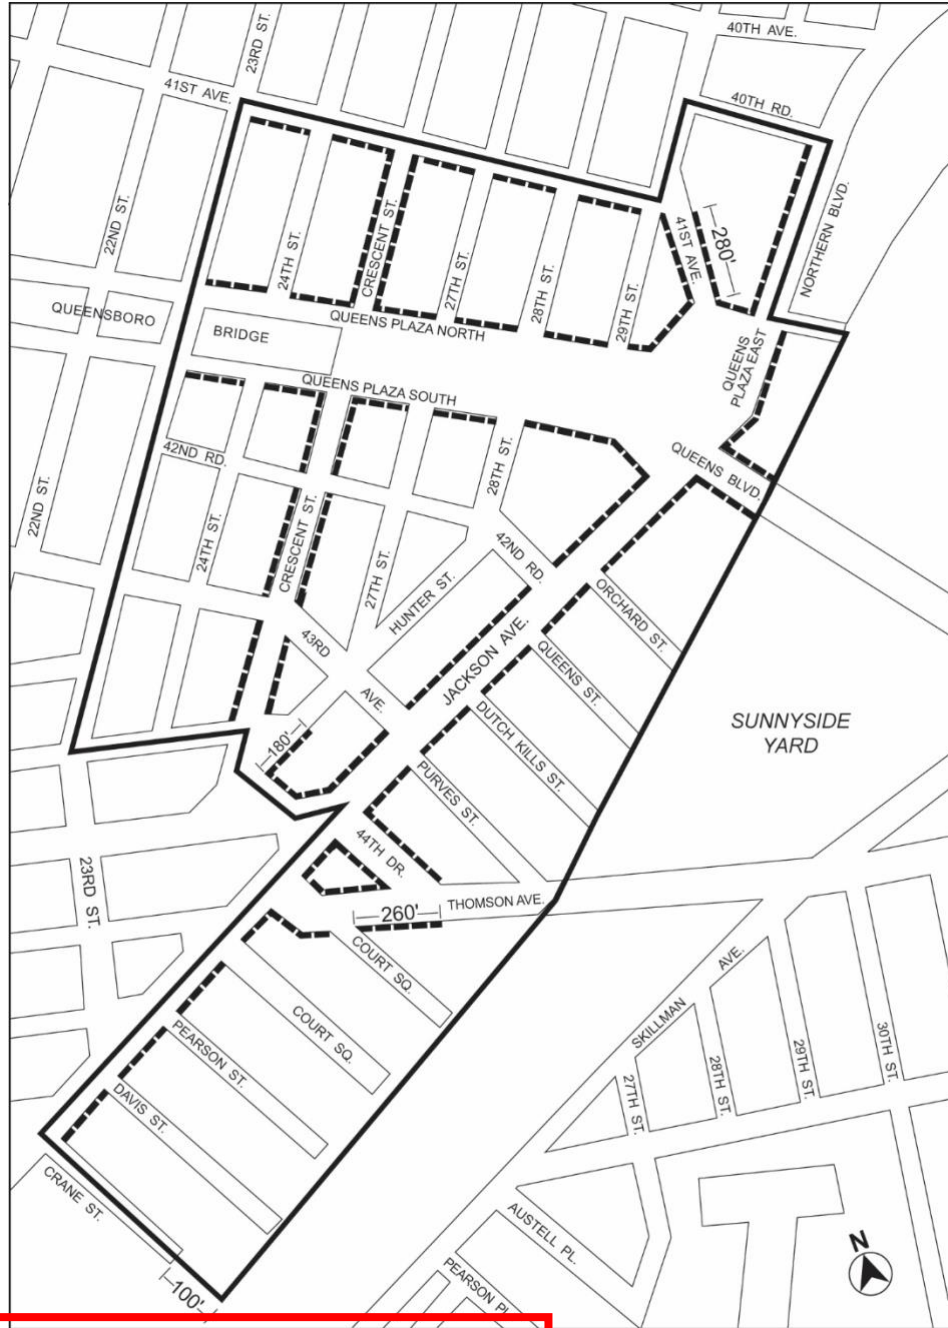 40TH AVE.
23RD ST.
41ST AVE.
40TH RD.
22ND ST.
24TH ST.
CRESCENT ST.
27TH ST.
28TH ST.
29TH ST.
41ST AVE.
280'
NORTHERN BLVD.
QUEENSBORO
BRIDGE
QUEENS PLAZA NORTH
QUEENS
PLAZA EAST
QUEENS PLAZA SOUTH
42ND RD.
28TH ST.
QUEENS BLVD.
22ND ST.
24TH ST.
CRESCENT ST.
27TH ST.
42ND RD.
HUNTER ST.
ORCHARD ST.
43RD
AVE.
JACKSON AVE.
QUEENS ST.
180'
DUTCH KILLS ST.
SUNNYSIDE
YARD
PURVES ST.
44TH DR.
23RD ST.
THOMSON AVE.
260'
COURT SQ.
COURT SQ.
SKILLMAN
AVE.
PEARSON ST.
27TH ST.
28TH ST.
29TH ST.
30TH ST.
DAVIS ST.
CRANE ST.
100'
AUSTELL PL.
PEARSON PL.
N